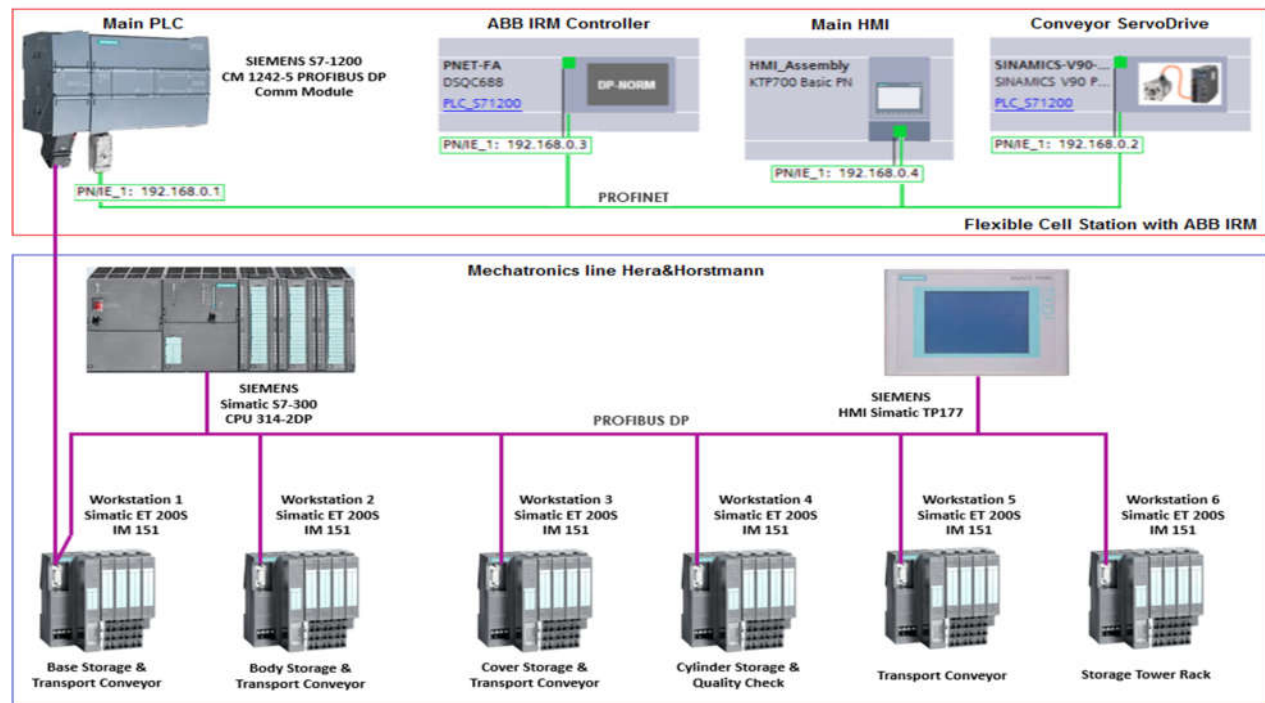 Main PLC
SIEMENS S7-1200
CM 1242-5 PROFIBUS DP
Comm Module
PN/IE_1: 192.168.0.1
ABB IRM Controller
PNET-FA
DSQC688
PLC_S71200
DP-NORM
PN/IE_1: 192.168.0.3
Main HMI
HMI_Assembly
KTP700 Basic PN
PN/IE_1: 192.168.0.4
Conveyor ServoDrive
SINAMICS-V90-...
SINAMICS V90 P...
PLC_S71200
PN/IE_1: 192.168.0.2
PROFINET
Flexible Cell Station with ABB IRM
Mechatronics line Hera&Horstmann
SIEMENS
Simatic S7-300
CPU 314-2DP
SIEMENS
HMI Simatic TP177
PROFIBUS DP
Workstation 1
Simatic ET 200S
IM 151
Base Storage &
Transport Conveyor
Workstation 2
Simatic ET 200S
IM 151
Body Storage &
Transport Conveyor
Workstation 3
Simatic ET 200S
IM 151
Cover Storage &
Transport Conveyor
Workstation 4
Simatic ET 200S
IM 151
Cylinder Storage &
Quality Check
Workstation 5
Simatic ET 200S
IM 151
Transport Conveyor
Workstation 6
Simatic ET 200S
IM 151
Storage Tower Rack